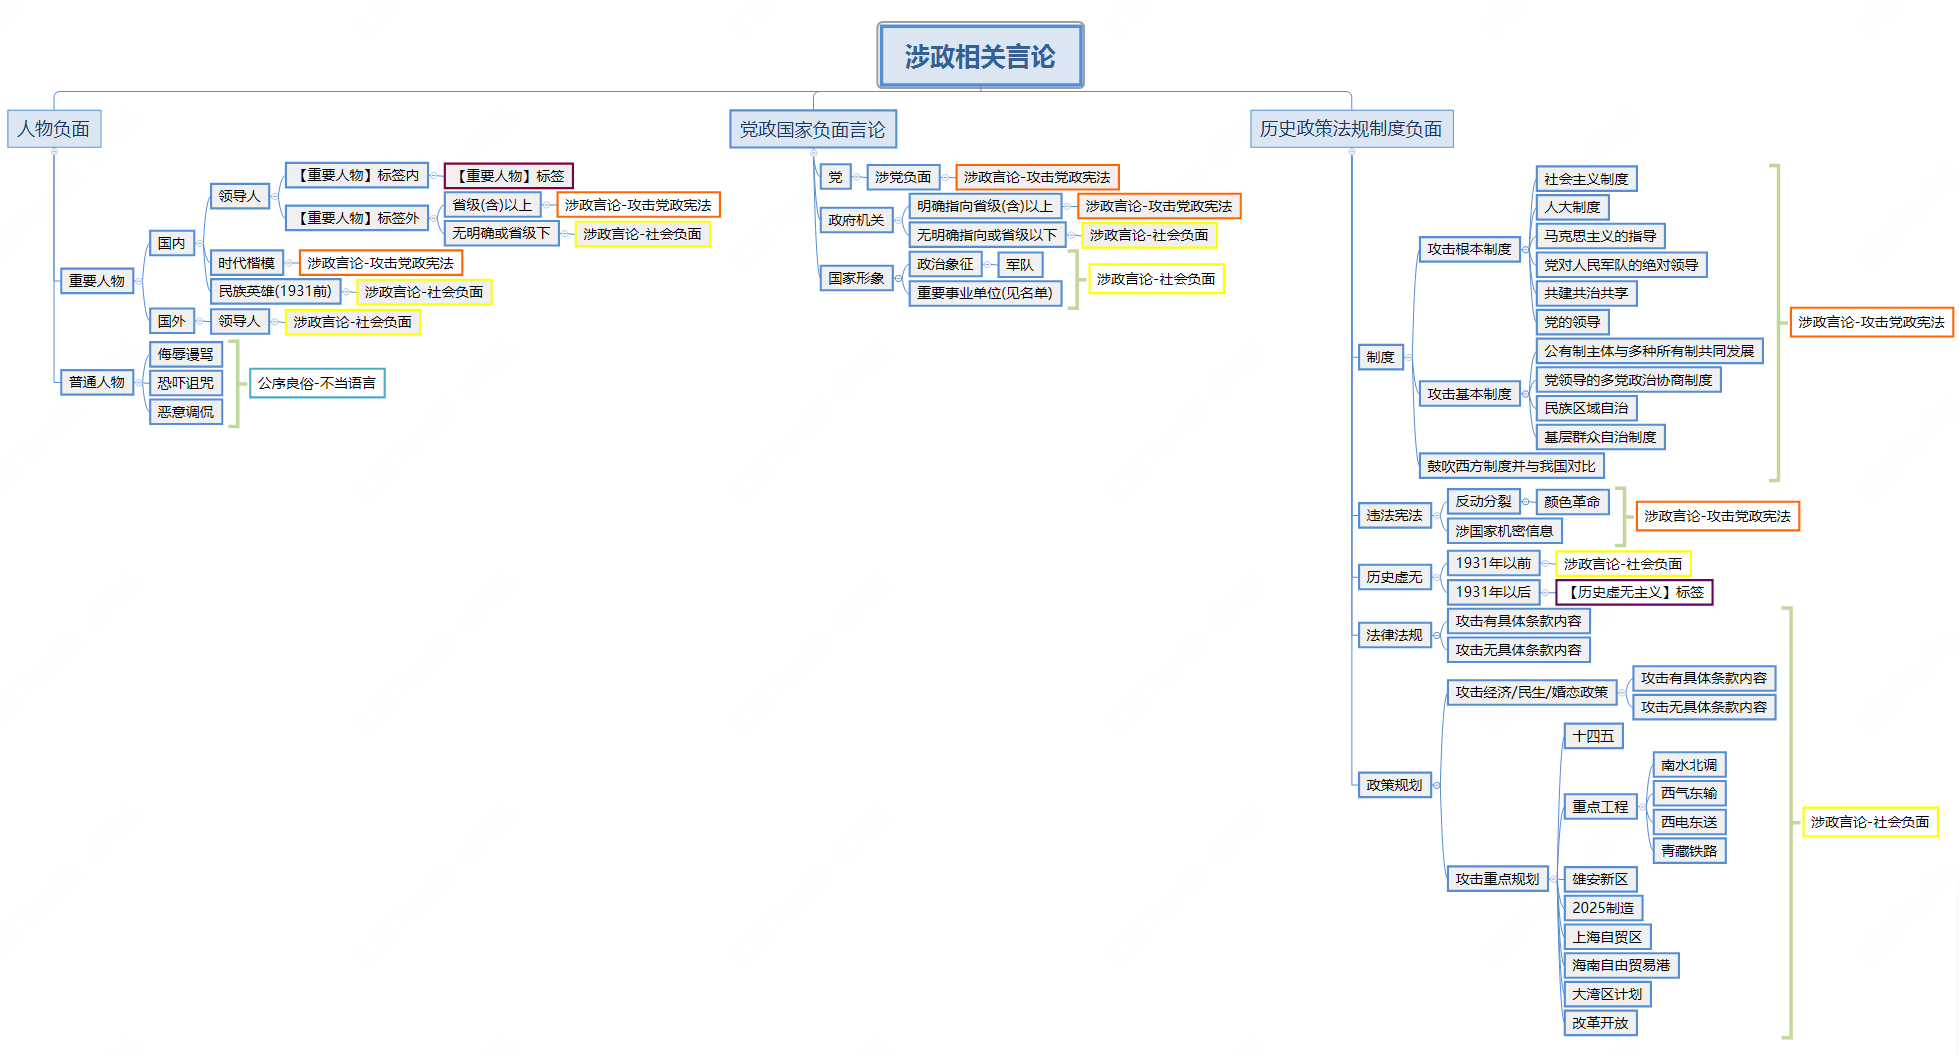 涉政相关言论
人物负面
重要人物
国内
领导人
【重要人物】标签内
【重要人物】标签
【重要人物】标签外
省级(含)以上
涉政言论-攻击党政宪法
无明确或省级下
涉政言论-社会负面
时代楷模
涉政言论-攻击党政宪法
民族英雄(1931前)
涉政言论-社会负面
国外
领导人
涉政言论-社会负面
普通人物
侮辱谩骂
恐吓诅咒
恶意调侃
公序良俗-不当语言
党政国家负面言论
党
涉党负面
涉政言论-攻击党政宪法
政府机关
明确指向省级(含)以上
涉政言论-攻击党政宪法
无明确指向或省级以下
涉政言论-社会负面
国家形象
政治象征
军队
重要事业单位(见名单)
涉政言论-社会负面
历史政策法规制度负面
制度
攻击根本制度
社会主义制度
人大制度
马克思主义的指导
党对人民军队的绝对领导
共建共治共享
党的领导
攻击基本制度
公有制主体与多种所有制共同发展
党领导的多党政治协商制度
民族区域自治
基层群众自治制度
鼓吹西方制度并与我国对比
涉政言论-攻击党政宪法
违法宪法
反动分裂
颜色革命
涉国家机密信息
涉政言论-攻击党政宪法
历史虚无
1931年以前
涉政言论-社会负面
1931年以后
【历史虚无主义】标签
法律法规
攻击有具体条款内容
攻击无具体条款内容
政策规划
攻击经济/民生/婚恋政策
攻击有具体条款内容
攻击无具体条款内容
攻击重点规划
十四五
重点工程
南水北调
西气东输
西电东送
青藏铁路
雄安新区
2025制造
上海自贸区
海南自由贸易港
大湾区计划
改革开放
涉政言论-社会负面